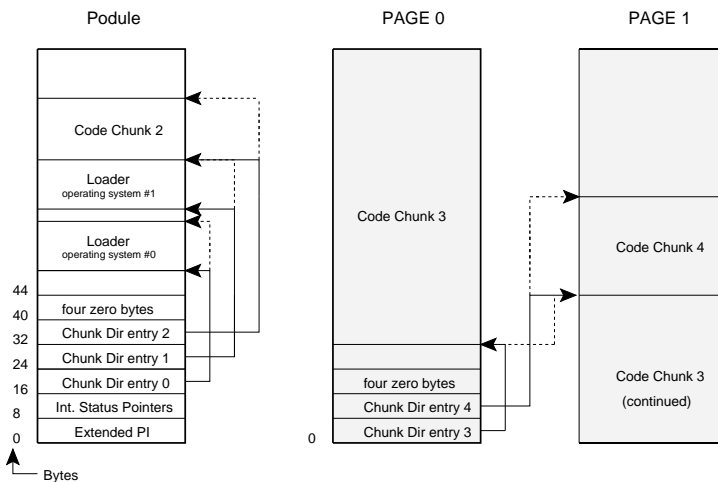 Podule
PAGE 0
PAGE 1
Code Chunk 2
Loader
operating system #1
Loader
operating system #0
44
four zero bytes
40
Chunk Dir entry 2
32
Chunk Dir entry 1
24
Chunk Dir entry 0
16
Int. Status Pointers
8
Extended PI
0
Bytes
Code Chunk 3
four zero bytes
Chunk Dir entry 4
Chunk Dir entry 3
0
Code Chunk 4
Code Chunk 3
(continued)